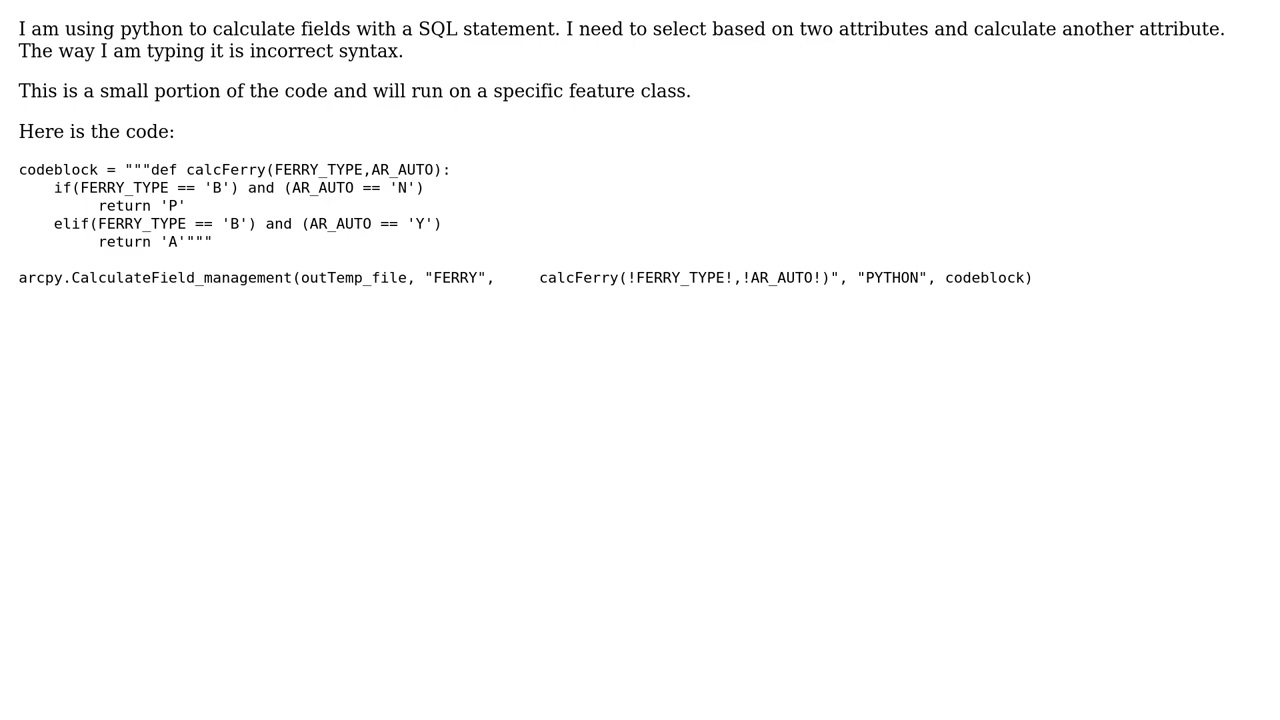 I am using python to calculate fields with a SQL statement. I need to select based on two attributes and calculate another attribute.
The way I am typing it is incorrect syntax.
This is a small portion of the code and will run on a specific feature class.
Here is the code:
codeblock = """def calcFerry(FERRY_TYPE,AR_AUTO):
    if(FERRY_TYPE == 'B') and (AR_AUTO == 'N')
         return 'P'
    elif(FERRY_TYPE == 'B') and (AR_AUTO == 'Y')
         return 'A'"""
arcpy.CalculateField_management(outTemp_file, "FERRY",     calcFerry(!FERRY_TYPE!,!AR_AUTO!)", "PYTHON", codeblock)